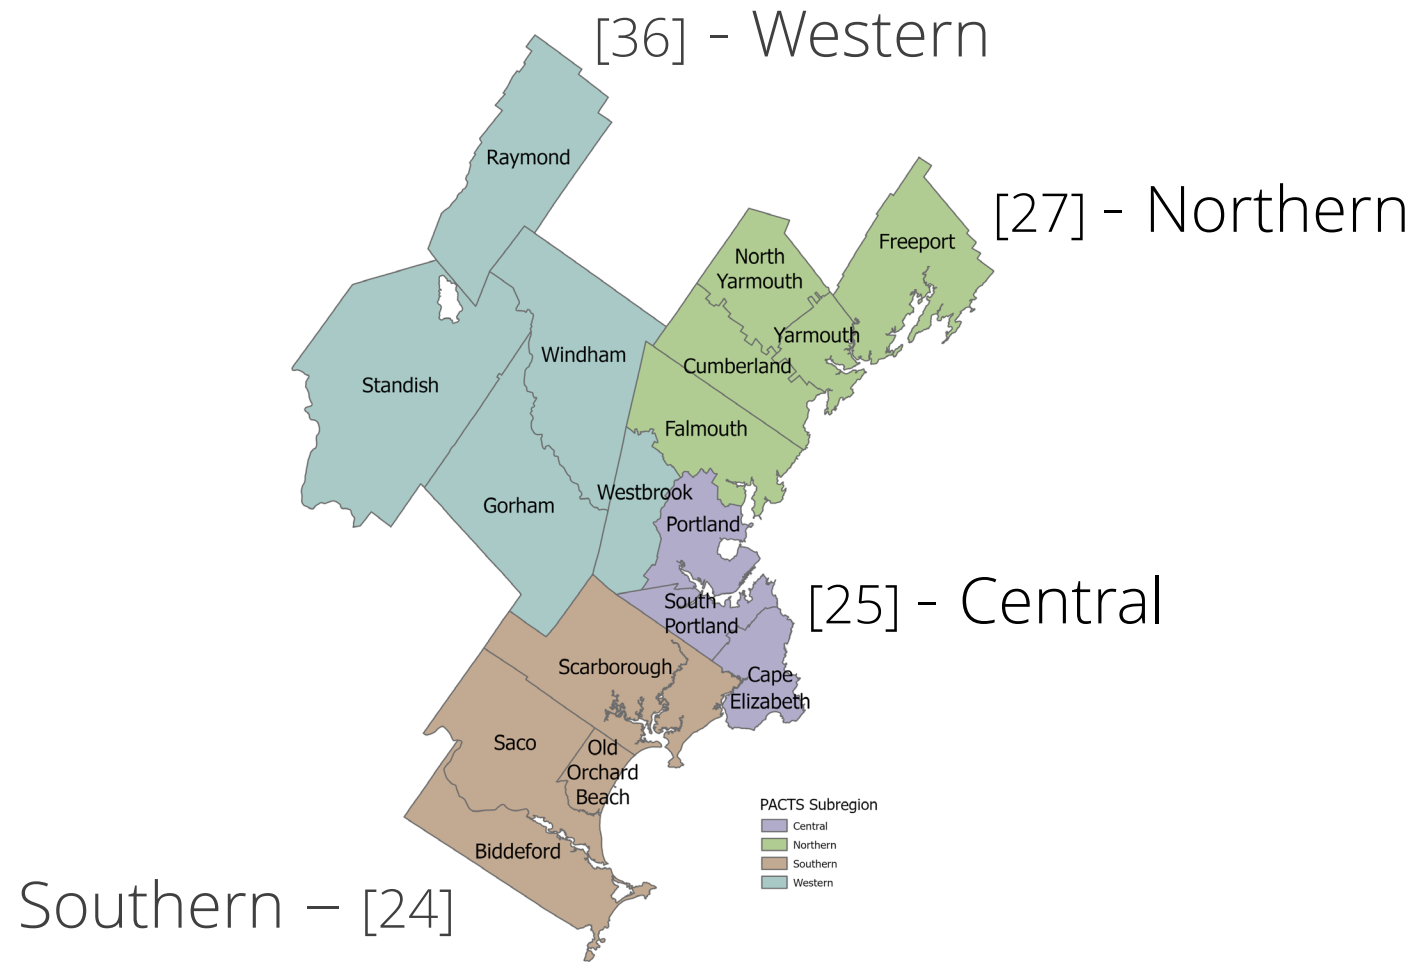 [36] - Western
Raymond
[27] - Northern
Freeport
North
Yarmouth
Yarmouth
Windham
Cumberland
Standish
Falmouth
Westbrook
Gorham
Portland
[25] - Central
South
Portland
Scarborough
Cape
Elizabeth
Saco
Old
Orchard
Beach
Biddeford
PACTS Subregion
Central
Northern
Southern
Western
Southern – [24]